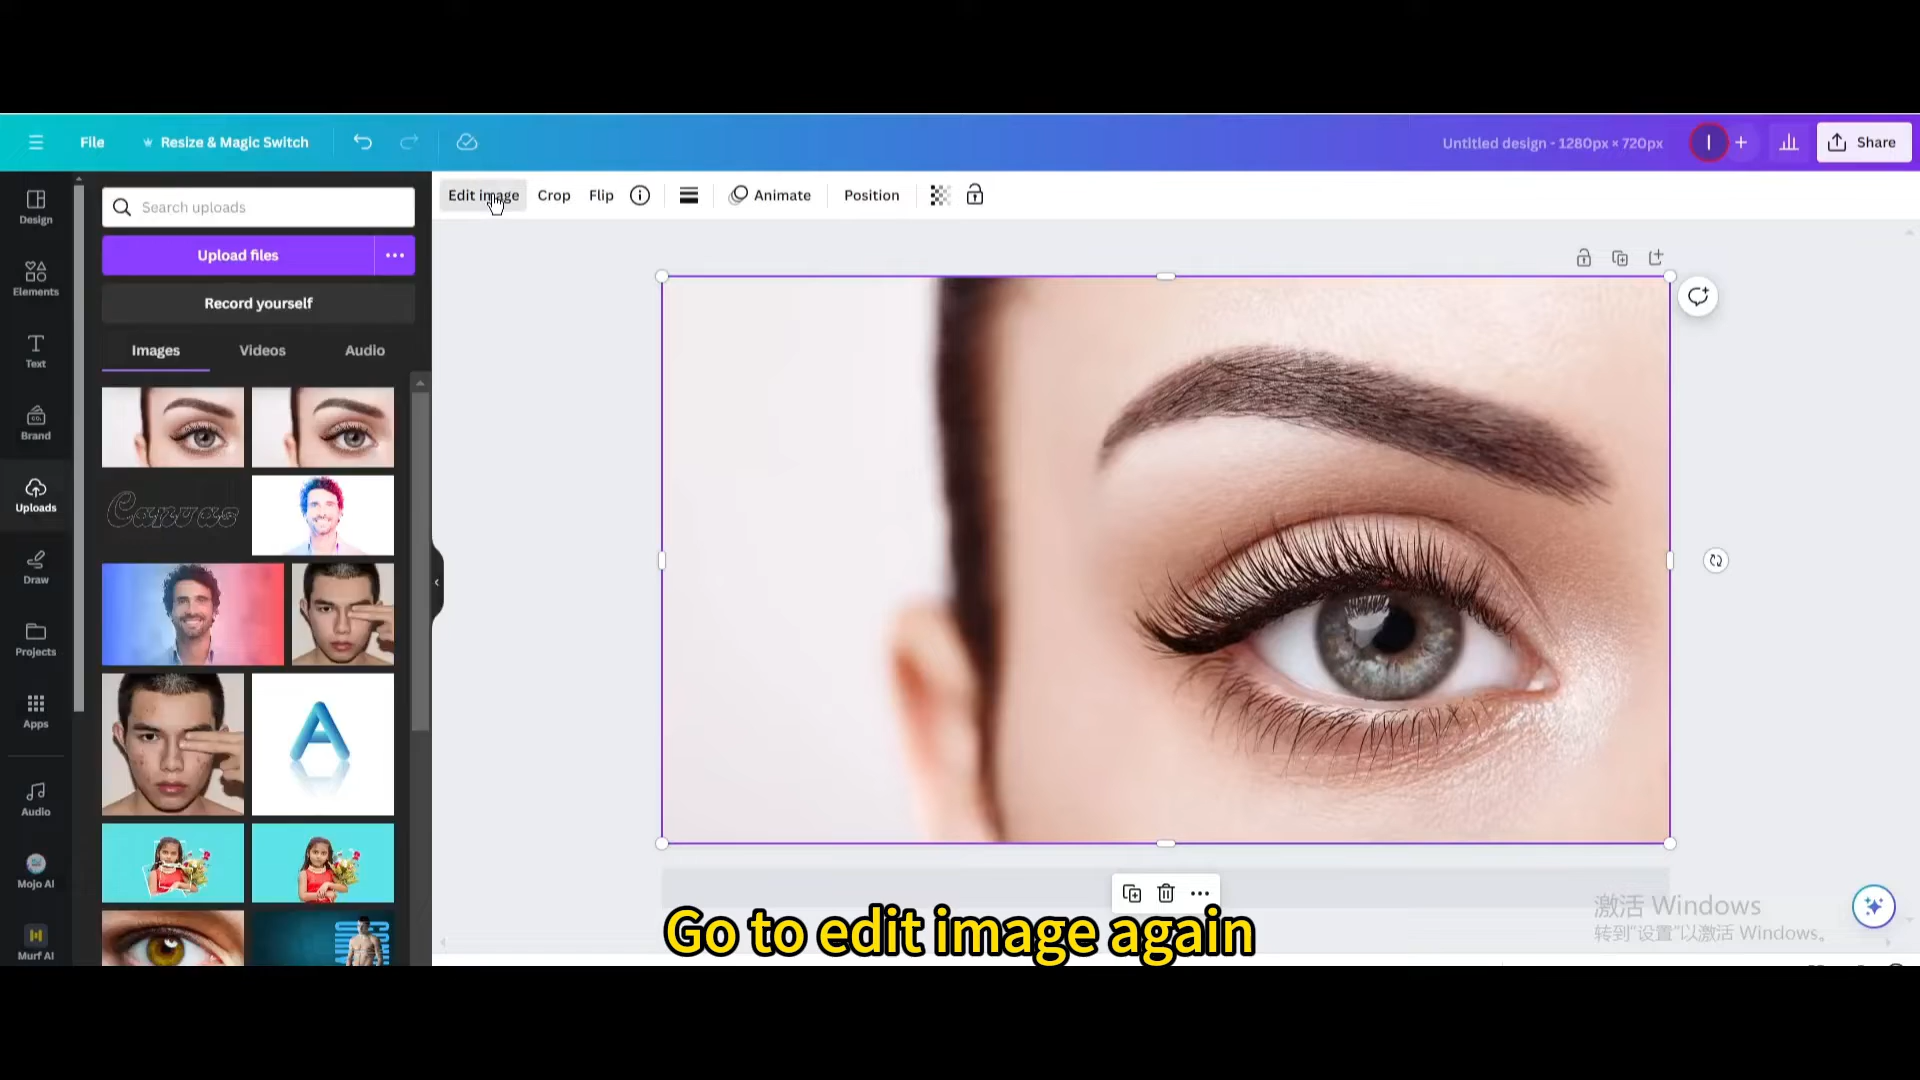 File
Resize & Magic Switch
Untitled design - 1280px × 720px
I
Share
Design
Elements
Text
Brand
Uploads
Draw
Projects
Apps
Audio
Mojo AI
Murf AI
Search uploads
Upload files
Record yourself
Images
Videos
Audio
Canvas
Edit image
Crop
Flip
Animate
Position
激活 Windows
转到"设置"以激活 Windows。
Go to edit image again